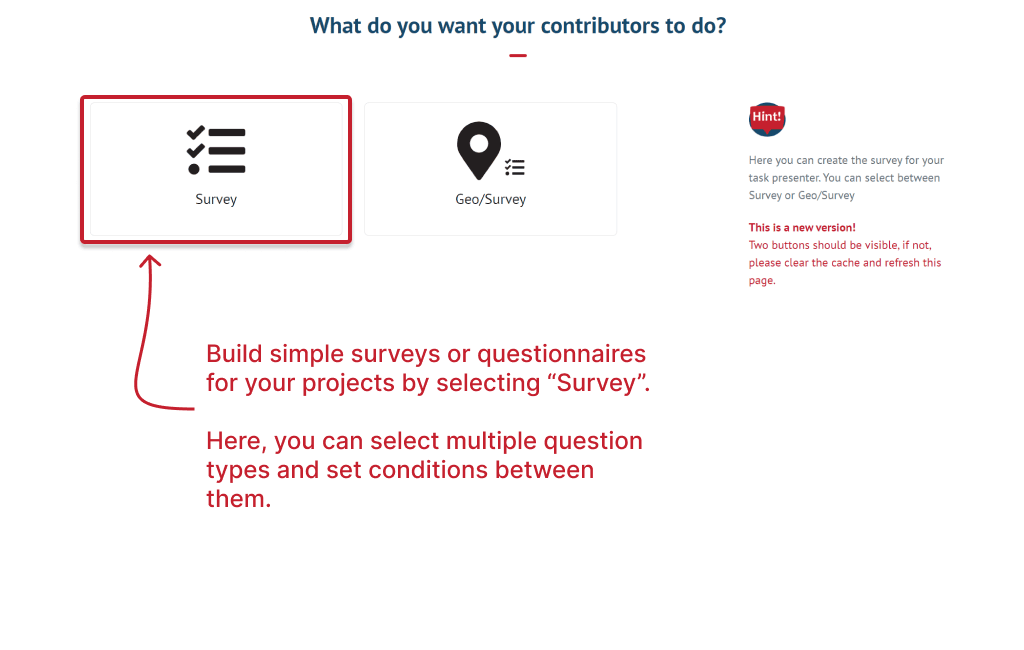 What do you want your contributors to do?
Survey
Geo/Survey
Hint!
Here you can create the survey for your
task presenter. You can select between
Survey or Geo/Survey
This is a new version!
Two buttons should be visible, if not,
please clear the cache and refresh this
page.
Build simple surveys or questionnaires
for your projects by selecting “Survey”.
Here, you can select multiple question
types and set conditions between
them.